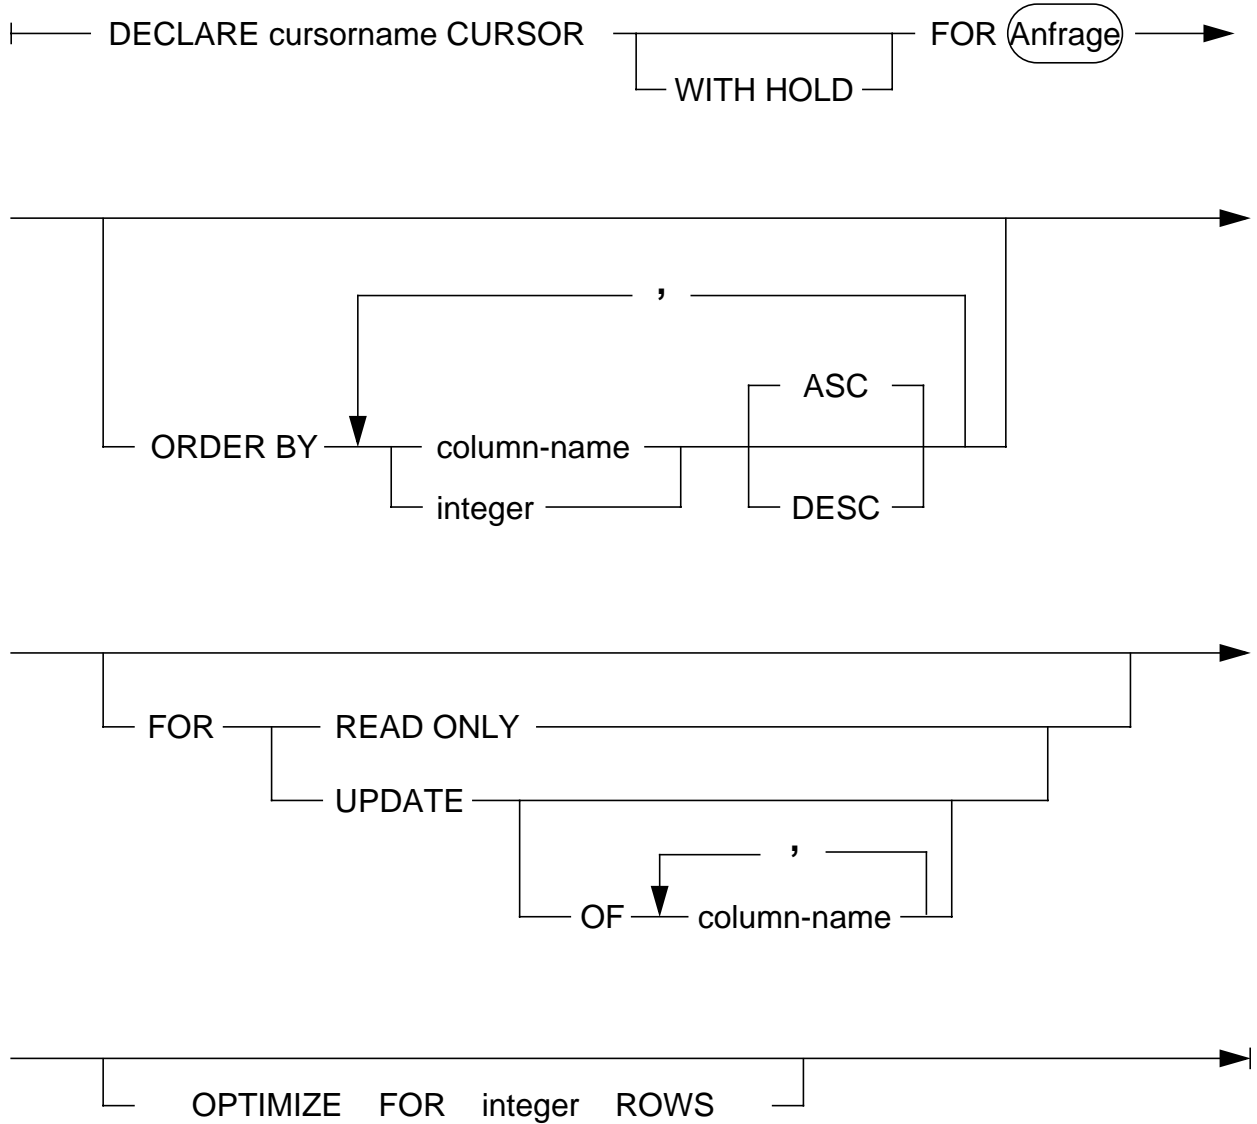 DECLARE cursorname CURSOR FOR Anfrage
WITH HOLD
,
ASC
ORDER BY column-name
integer DESC
FOR READ ONLY
UPDATE
,
OF column-name
OPTIMIZE FOR integer ROWS